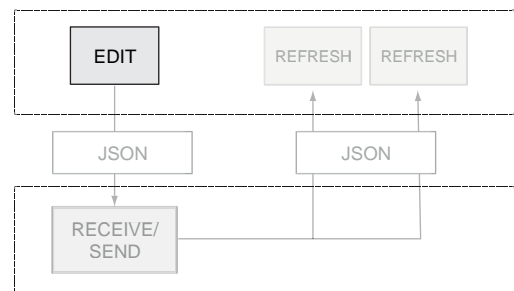 EDIT
REFRESH
REFRESH
JSON
JSON
RECEIVE/
SEND